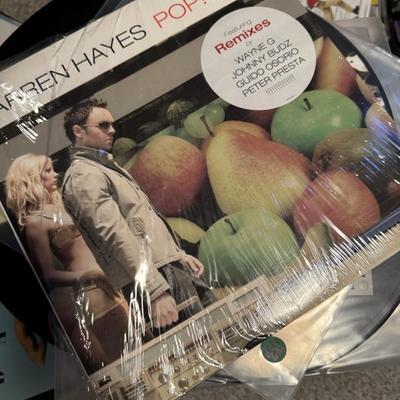 ARREN HAYES POP!
Featuring
Remixes
by
WAYNE G
JOHNNY BUDZ
GUIDO OSORIO
PETER PRESTA